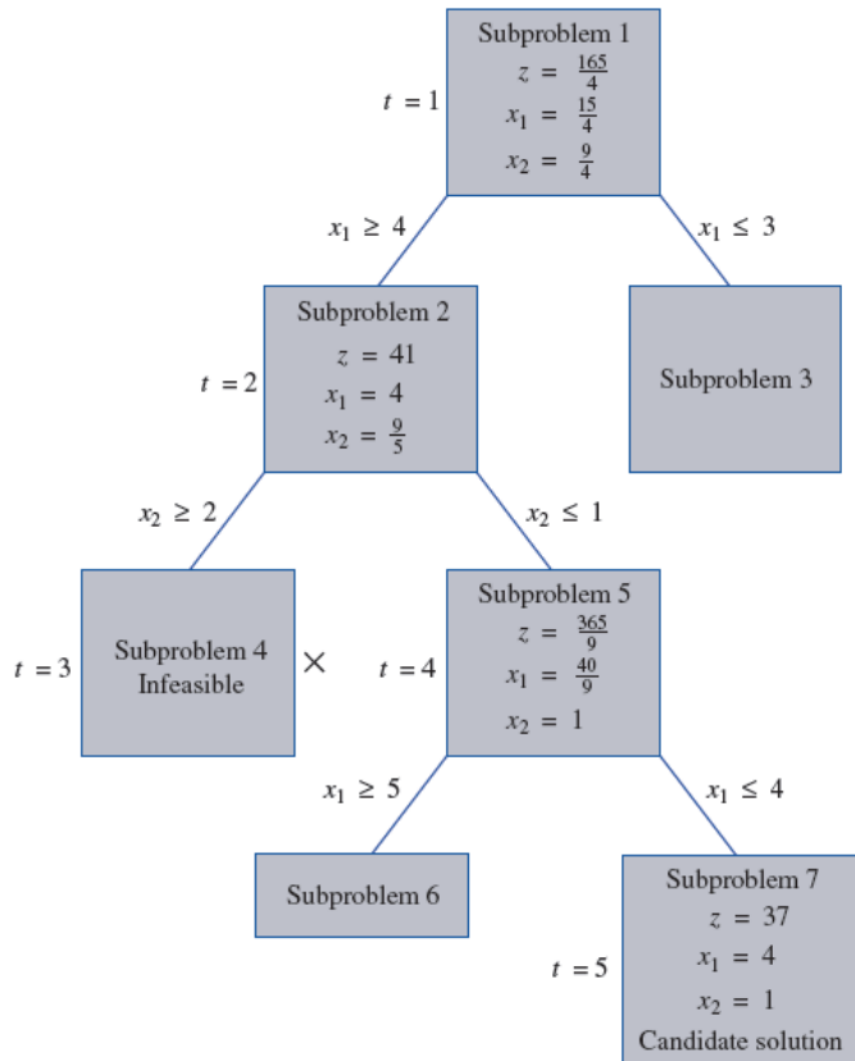 Subproblem 1
z = 165/4
t = 1
x₁ = 15/4
x₂ = 9/4
x₁ ≥ 4
x₁ ≤ 3
Subproblem 2
z = 41
t = 2
x₁ = 4
x₂ = 9/5
Subproblem 3
x₂ ≥ 2
x₂ ≤ 1
t = 3
Subproblem 4
Infeasible
×
Subproblem 5
z = 365/9
t = 4
x₁ = 40/9
x₂ = 1
x₁ ≥ 5
x₁ ≤ 4
Subproblem 6
Subproblem 7
z = 37
t = 5
x₁ = 4
x₂ = 1
Candidate solution